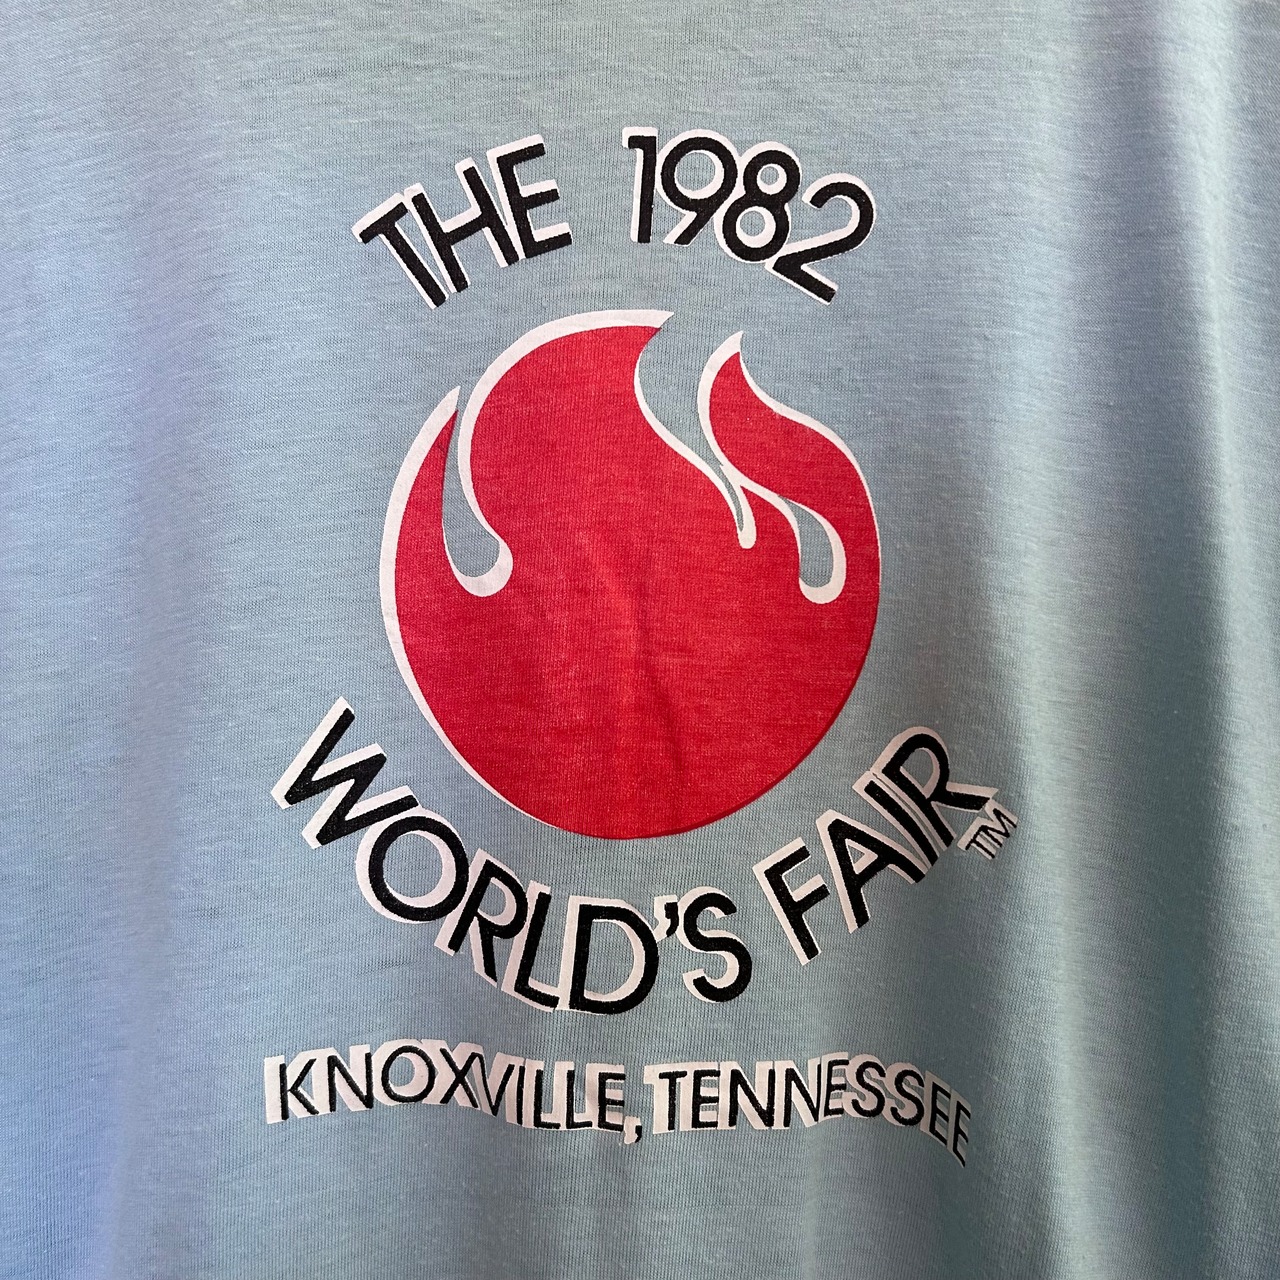 THE 1982
WORLD'S FAIR™
KNOXVILLE, TENNESSEE